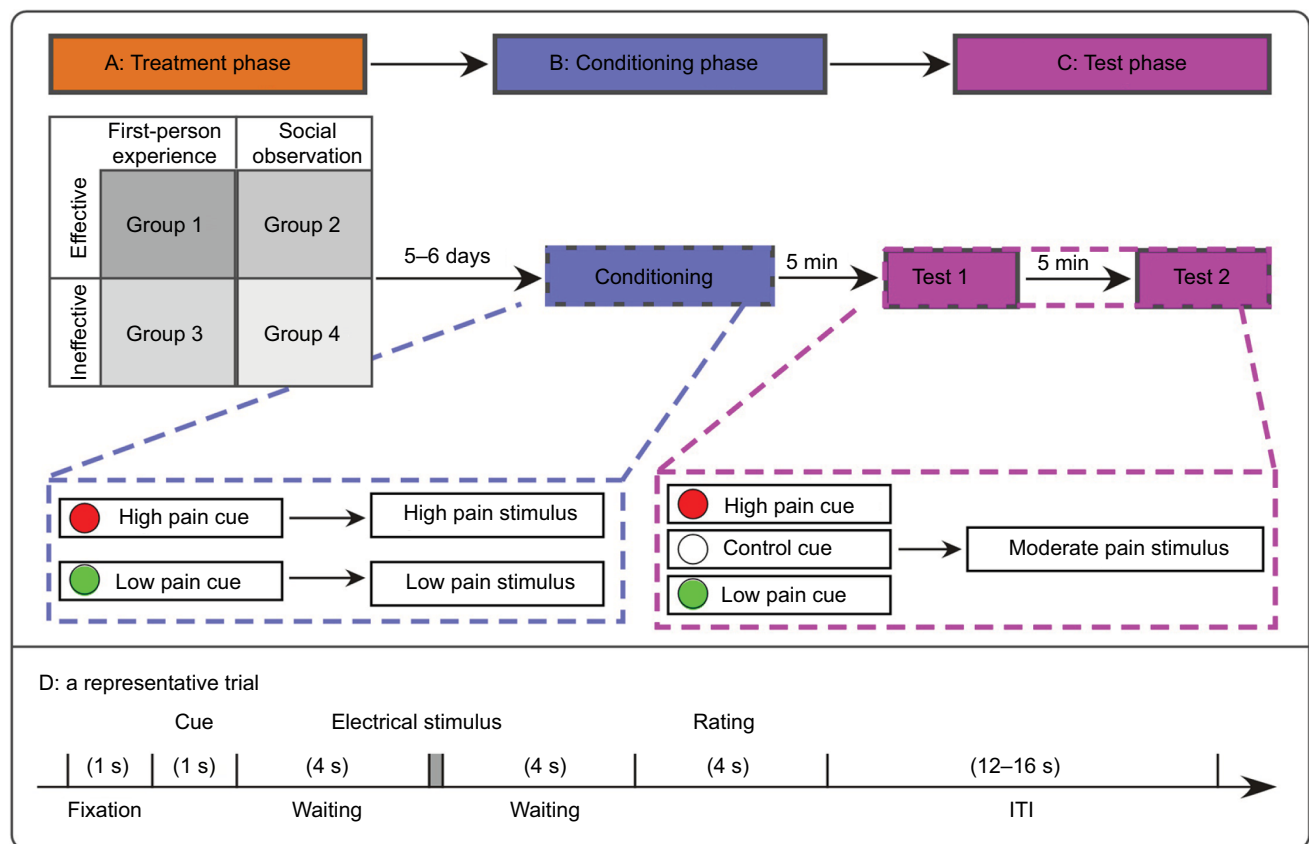 A: Treatment phase
B: Conditioning phase
C: Test phase
First-person
experience
Social
observation
Effective
Group 1
Group 2
Ineffective
Group 3
Group 4
5–6 days
Conditioning
5 min
Test 1
5 min
Test 2
High pain cue
High pain stimulus
Low pain cue
Low pain stimulus
High pain cue
Control cue
Moderate pain stimulus
Low pain cue
D: a representative trial
Cue
Electrical stimulus
Rating
(1 s)
(1 s)
(4 s)
(4 s)
(4 s)
(12–16 s)
Fixation
Waiting
Waiting
ITI